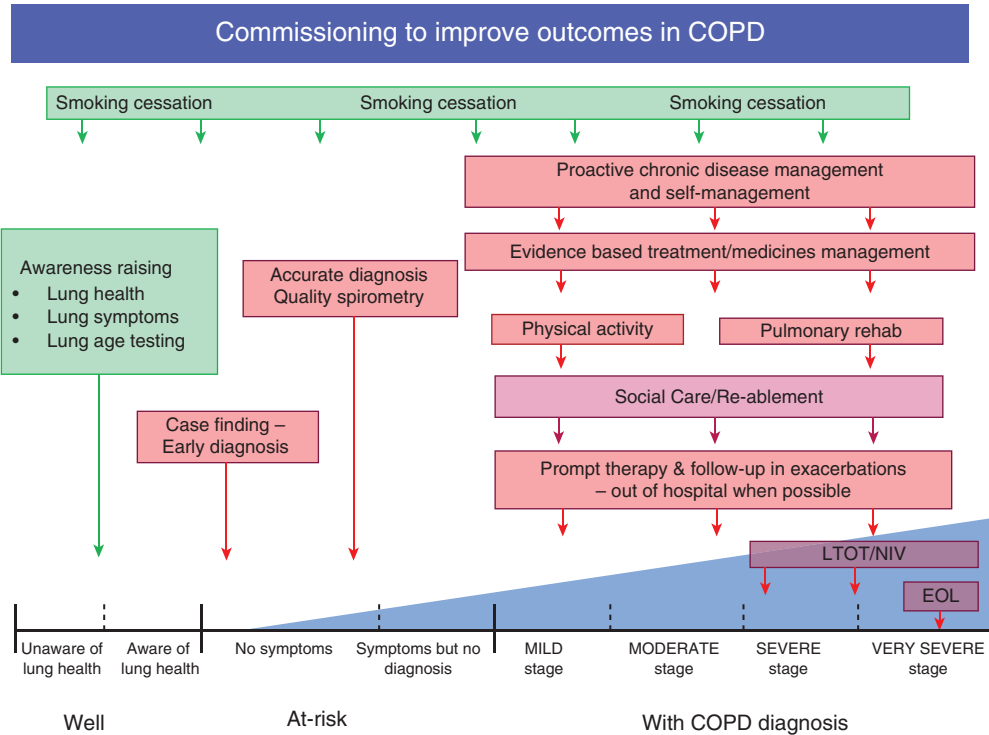 Commissioning to improve outcomes in COPD
Smoking cessation
Smoking cessation
Smoking cessation
Proactive chronic disease management
and self-management
Evidence based treatment/medicines management
Awareness raising
• Lung health
• Lung symptoms
• Lung age testing
Accurate diagnosis
Quality spirometry
Physical activity
Pulmonary rehab
Social Care/Re-ablement
Case finding –
Early diagnosis
Prompt therapy & follow-up in exacerbations
– out of hospital when possible
LTOT/NIV
EOL
Unaware of
lung health
Aware of
lung health
No symptoms
Symptoms but no
diagnosis
MILD
stage
MODERATE
stage
SEVERE
stage
VERY SEVERE
stage
Well
At-risk
With COPD diagnosis